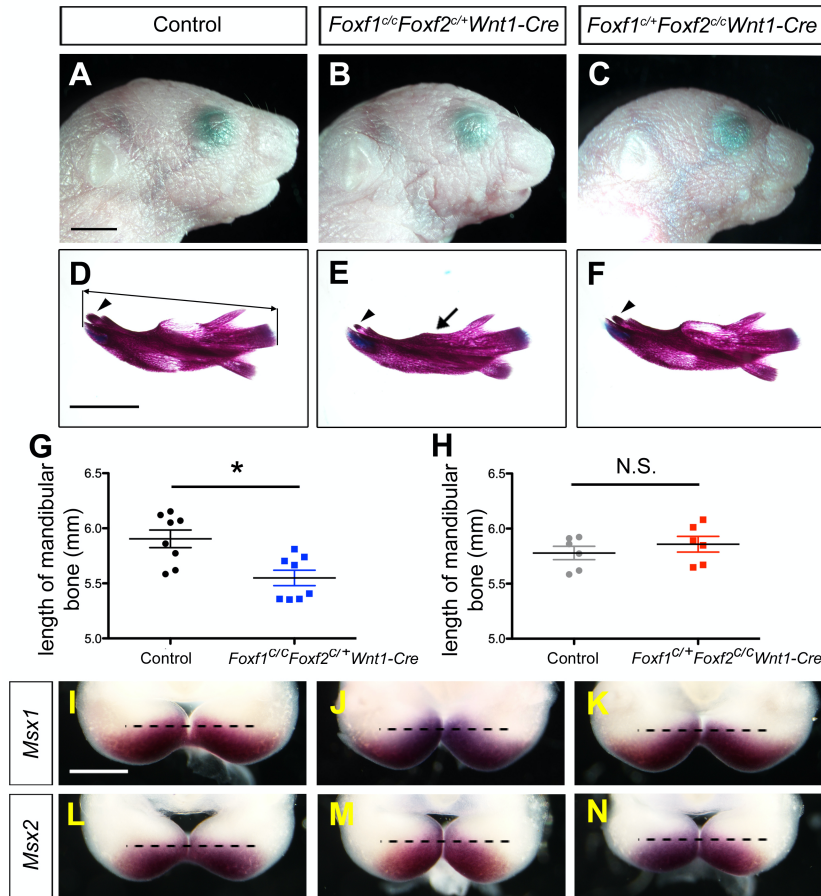 Control
Foxf1c/cFoxf2c/+Wnt1-Cre
Foxf1c/+Foxf2c/cWnt1-Cre
A
B
C
D
E
F
G
length of mandibular
bone (mm)
6.5
6.0
5.5
5.0
*
Control
Foxf1c/cFoxf2c/+Wnt1-Cre
H
length of mandibular
bone (mm)
6.5
6.0
5.5
5.0
N.S.
Control
Foxf1c/+Foxf2c/cWnt1-Cre
Msx1
I
J
K
Msx2
L
M
N